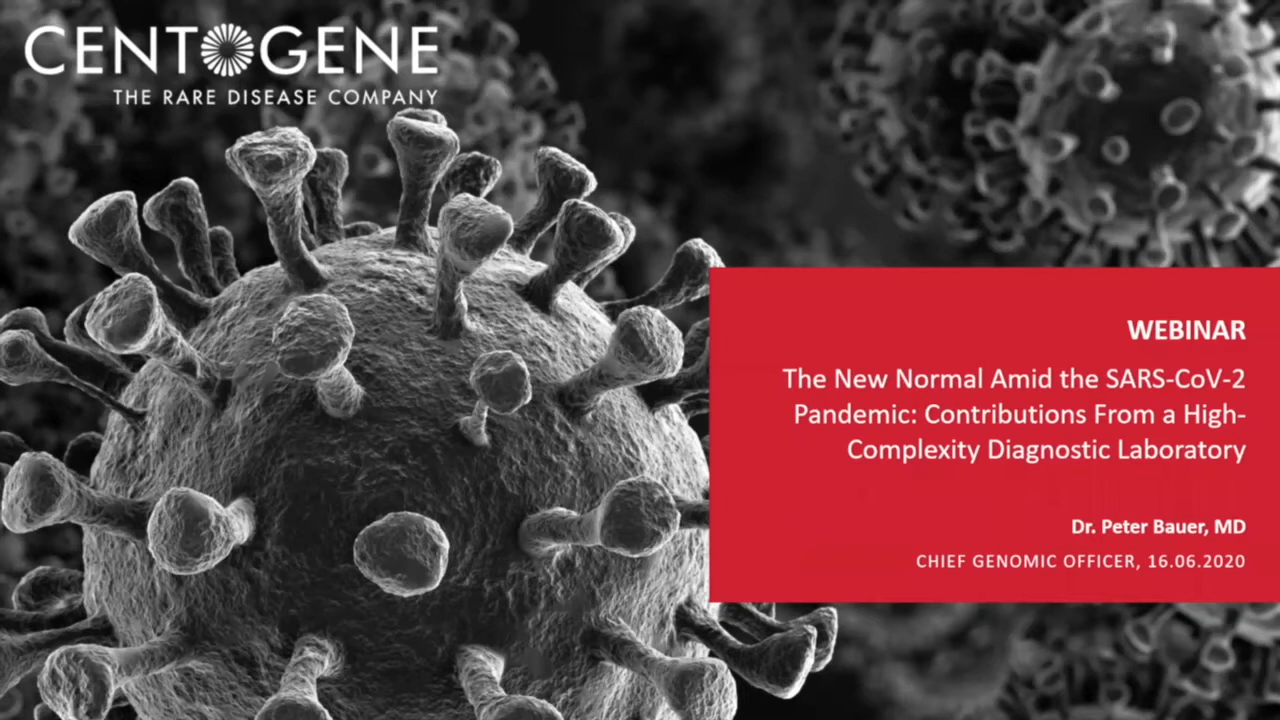 CENTOGENE
THE RARE DISEASE COMPANY
WEBINAR
The New Normal Amid the SARS-CoV-2
Pandemic: Contributions From a High-
Complexity Diagnostic Laboratory
Dr. Peter Bauer, MD
CHIEF GENOMIC OFFICER, 16.06.2020